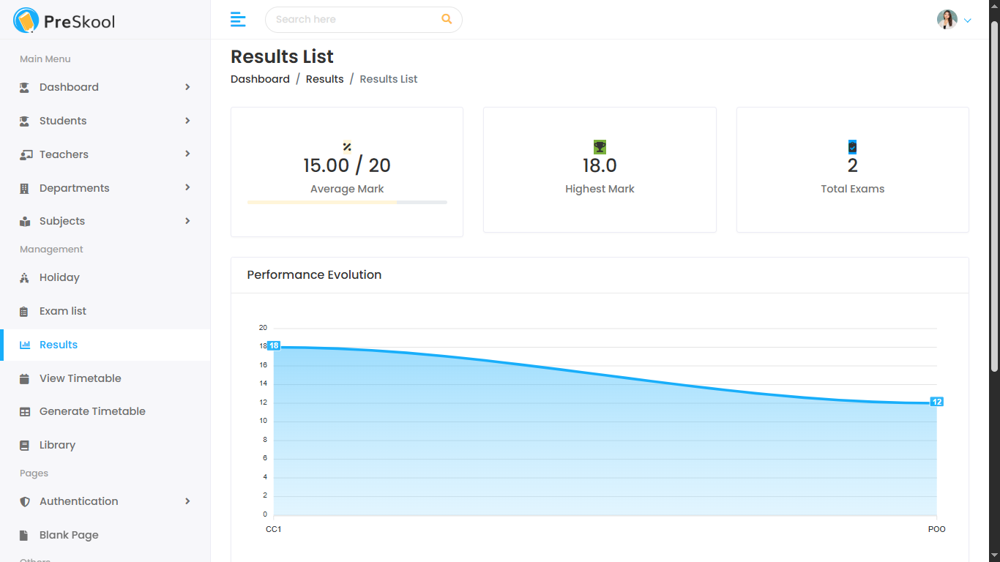 PreSkool
Search here
Main Menu
Dashboard
Students
Teachers
Departments
Subjects
Management
Holiday
Exam list
Results
View Timetable
Generate Timetable
Library
Pages
Authentication
Blank Page
Others
Results List
Dashboard / Results / Results List
15.00 / 20
Average Mark
18.0
Highest Mark
2
Total Exams
Performance Evolution
20
18
18
16
14
12
12
10
8
6
4
2
0
CC1
POO